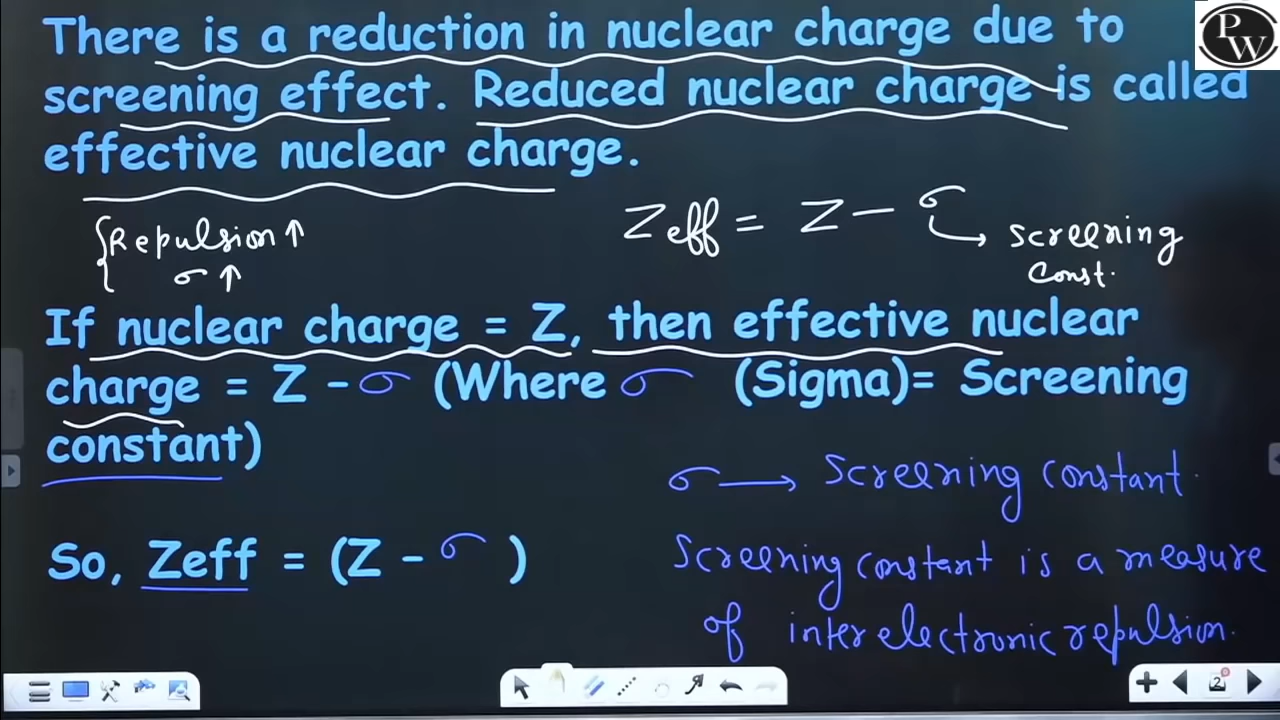 There is a reduction in nuclear charge due to
screening effect. Reduced nuclear charge is called
effective nuclear charge.
PW
{Repulsion ↑
σ ↑
Zeff = Z - σ
→ Screening
Const.
If nuclear charge = Z, then effective nuclear
charge = Z - σ (Where σ (Sigma)= Screening
constant)
σ → Screening constant.
So, Zeff = (Z - σ )
Screening constant is a measure
of interelectronic repulsion.
2